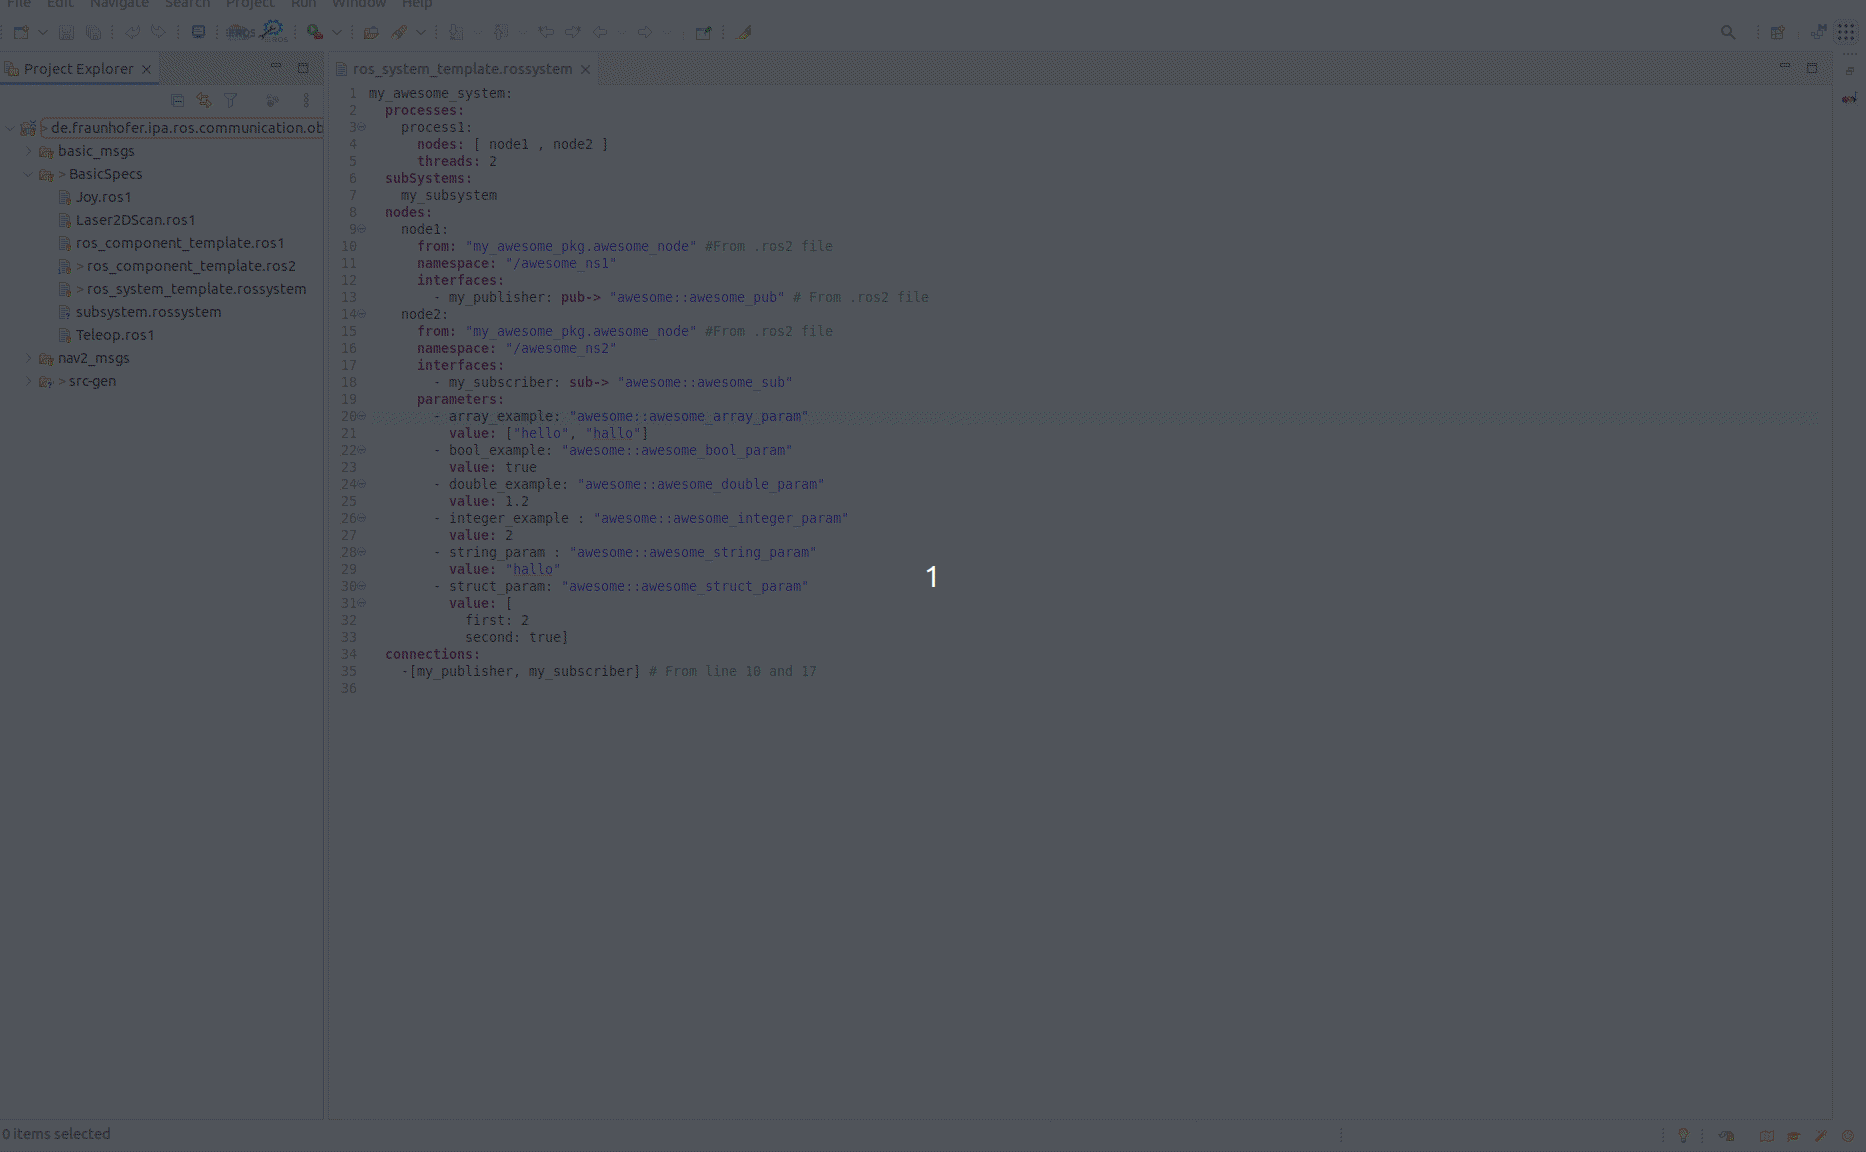 File Edit Navigate Search Project Run Window Help
Project Explorer
ros_system_template.rossystem
de.fraunhofer.ipa.ros.communication.ob
basic_msgs
> BasicSpecs
Joy.ros1
Laser2DScan.ros1
ros_component_template.ros1
> ros_component_template.ros2
> ros_system_template.rossystem
subsystem.rossystem
Teleop.ros1
nav2_msgs
> src-gen
1 my_awesome_system:
2 processes:
3 process1:
4 nodes: [ node1 , node2 ]
5 threads: 2
6 subSystems:
7 my_subsystem
8 nodes:
9 node1:
10 from: "my_awesome_pkg.awesome_node" #From .ros2 file
11 namespace: "/awesome_ns1"
12 interfaces:
13 - my_publisher: pub-> "awesome::awesome_pub" # From .ros2 file
14 node2:
15 from: "my_awesome_pkg.awesome_node" #From .ros2 file
16 namespace: "/awesome_ns2"
17 interfaces:
18 - my_subscriber: sub-> "awesome::awesome_sub"
19 parameters:
20 - array_example: "awesome::awesome_array_param"
21 value: ["hello", "hallo"]
22 - bool_example: "awesome::awesome_bool_param"
23 value: true
24 - double_example: "awesome::awesome_double_param"
25 value: 1.2
26 - integer_example : "awesome::awesome_integer_param"
27 value: 2
28 - string_param : "awesome::awesome_string_param"
29 value: "hallo"
30 - struct_param: "awesome::awesome_struct_param"
31 value: [
32 first: 2
33 second: true]
34 connections:
35 -[my_publisher, my_subscriber] # From line 10 and 17
36
1
0 items selected